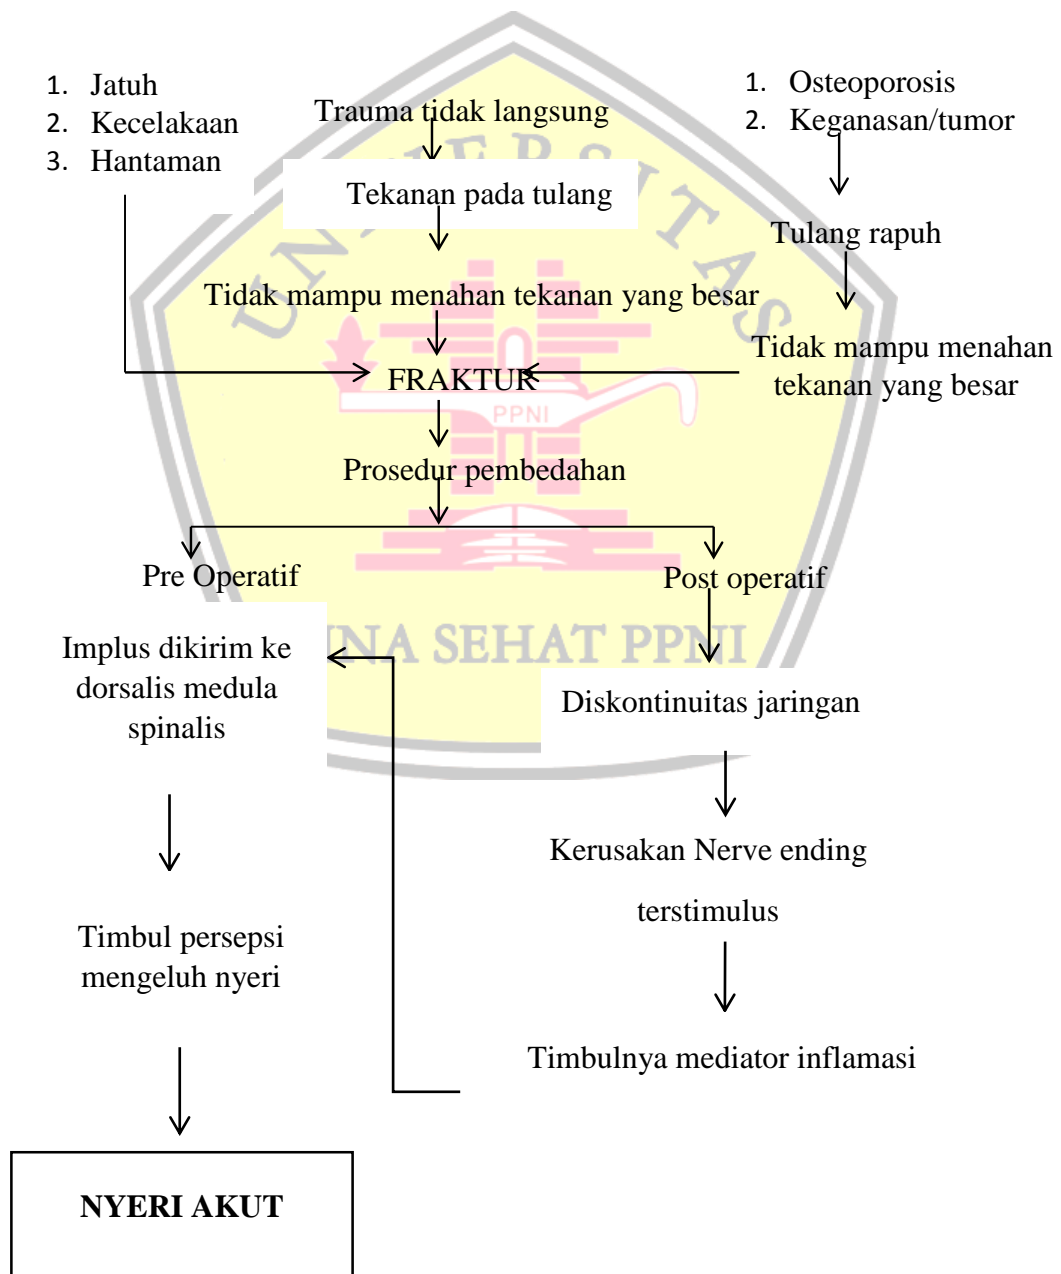 1. Jatuh
2. Kecelakaan
3. Hantaman
Trauma tidak langsung
1. Osteoporosis
2. Keganasan/tumor
Tekanan pada tulang
Tulang rapuh
Tidak mampu menahan tekanan yang besar
Tidak mampu menahan
tekanan yang besar
FRAKTUR
PPNI
Prosedur pembedahan
Pre Operatif
Post operatif
Implus dikirim ke
dorsalis medula
spinalis
INA SEHAT PPNI
Diskontinuitas jaringan
Kerusakan Nerve ending
terstimulus
Timbul persepsi
mengeluh nyeri
Timbulnya mediator inflamasi
NYERI AKUT